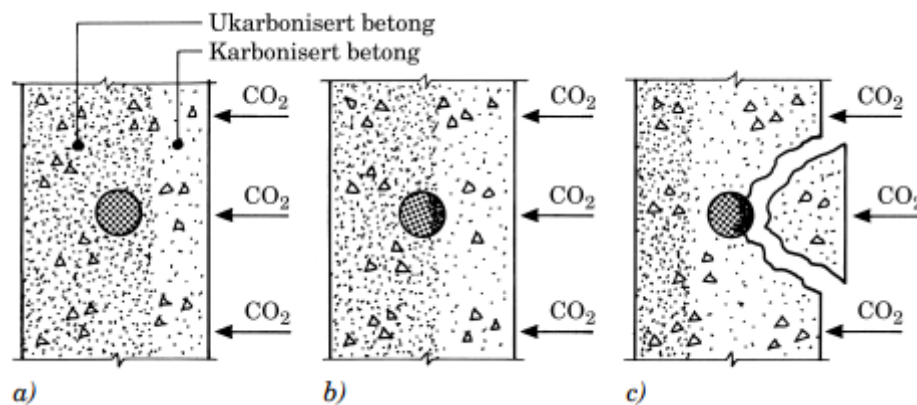 Ukarbonisert betong
Karbonisert betong
CO₂
CO₂
CO₂
CO₂
CO₂
CO₂
CO₂
CO₂
CO₂
a)
b)
c)